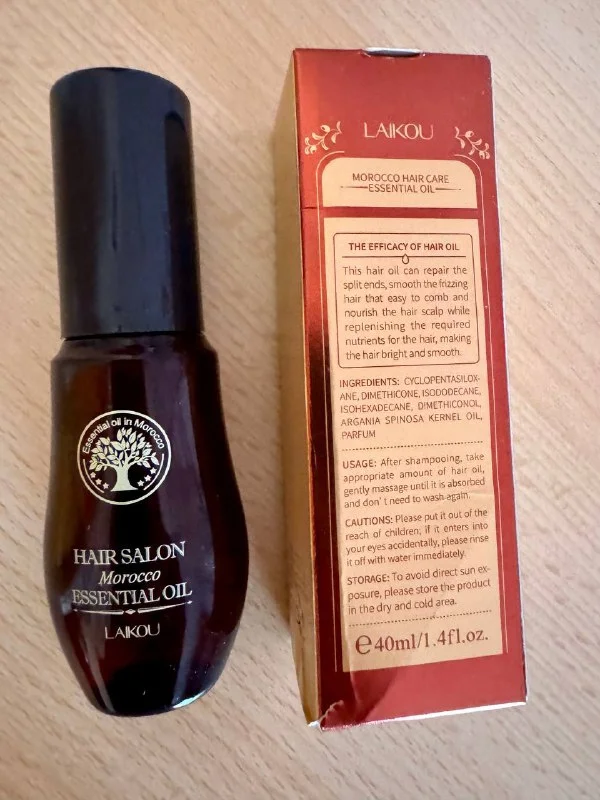 Essential oil in Morocco
HAIR SALON
Morocco
ESSENTIAL OIL
LAIKOU
LAIKOU
MOROCCO HAIR CARE
ESSENTIAL OIL
THE EFFICACY OF HAIR OIL
This hair oil can repair the
split ends, smooth the frizzing
hair that easy to comb and
nourish the hair scalp while
replenishing the required
nutrients for the hair, making
the hair bright and smooth.
INGREDIENTS: CYCLOPENTASILOX-
ANE, DIMETHICONE, ISODODECANE,
ISOHEXADECANE, DIMETHICONOL,
ARGANIA SPINOSA KERNEL OIL,
PARFUM
USAGE: After shampooing, take
appropriate amount of hair oil,
gently massage until it is absorbed
and don't need to wash again.
CAUTIONS: Please put it out of the
reach of children; if it enters into
your eyes accidentally, please rinse
it off with water immediately.
STORAGE: To avoid direct sun ex-
posure, please store the product
in the dry and cold area.
℮40ml/1.4fl.oz.